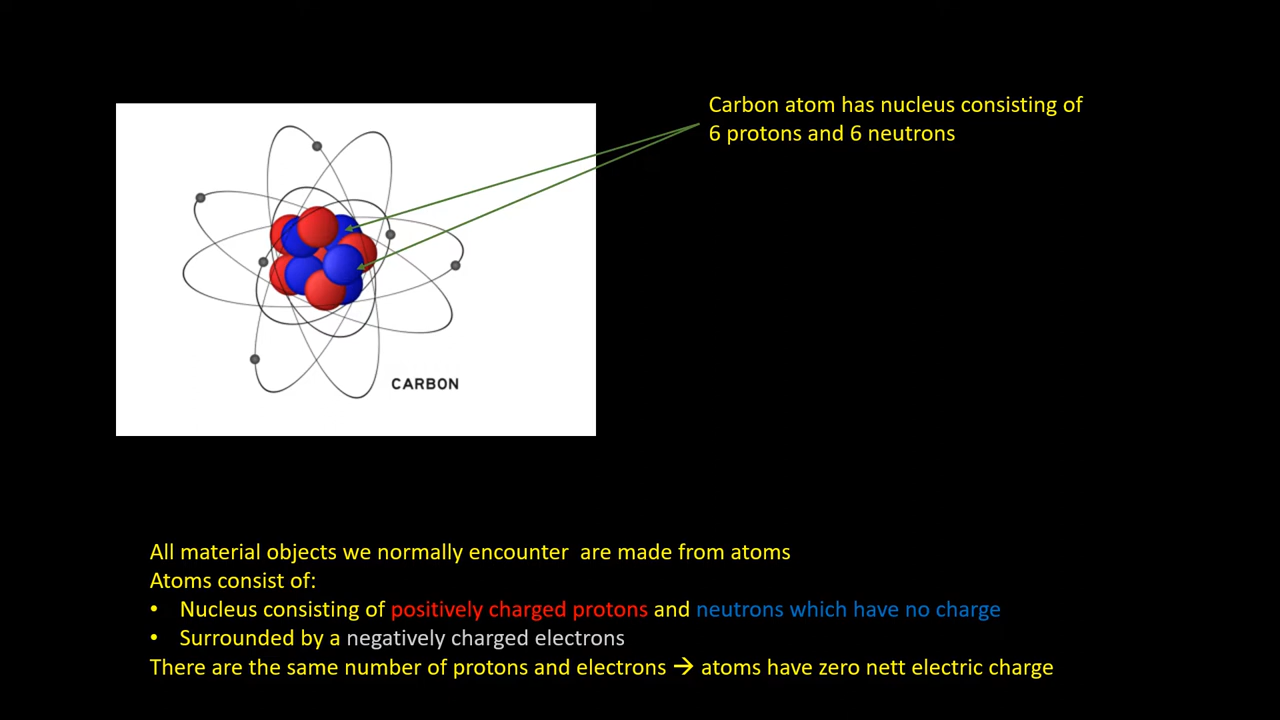 Carbon atom has nucleus consisting of
6 protons and 6 neutrons
CARBON
All material objects we normally encounter  are made from atoms
Atoms consist of:
• Nucleus consisting of positively charged protons and neutrons which have no charge
• Surrounded by a negatively charged electrons
There are the same number of protons and electrons → atoms have zero nett electric charge